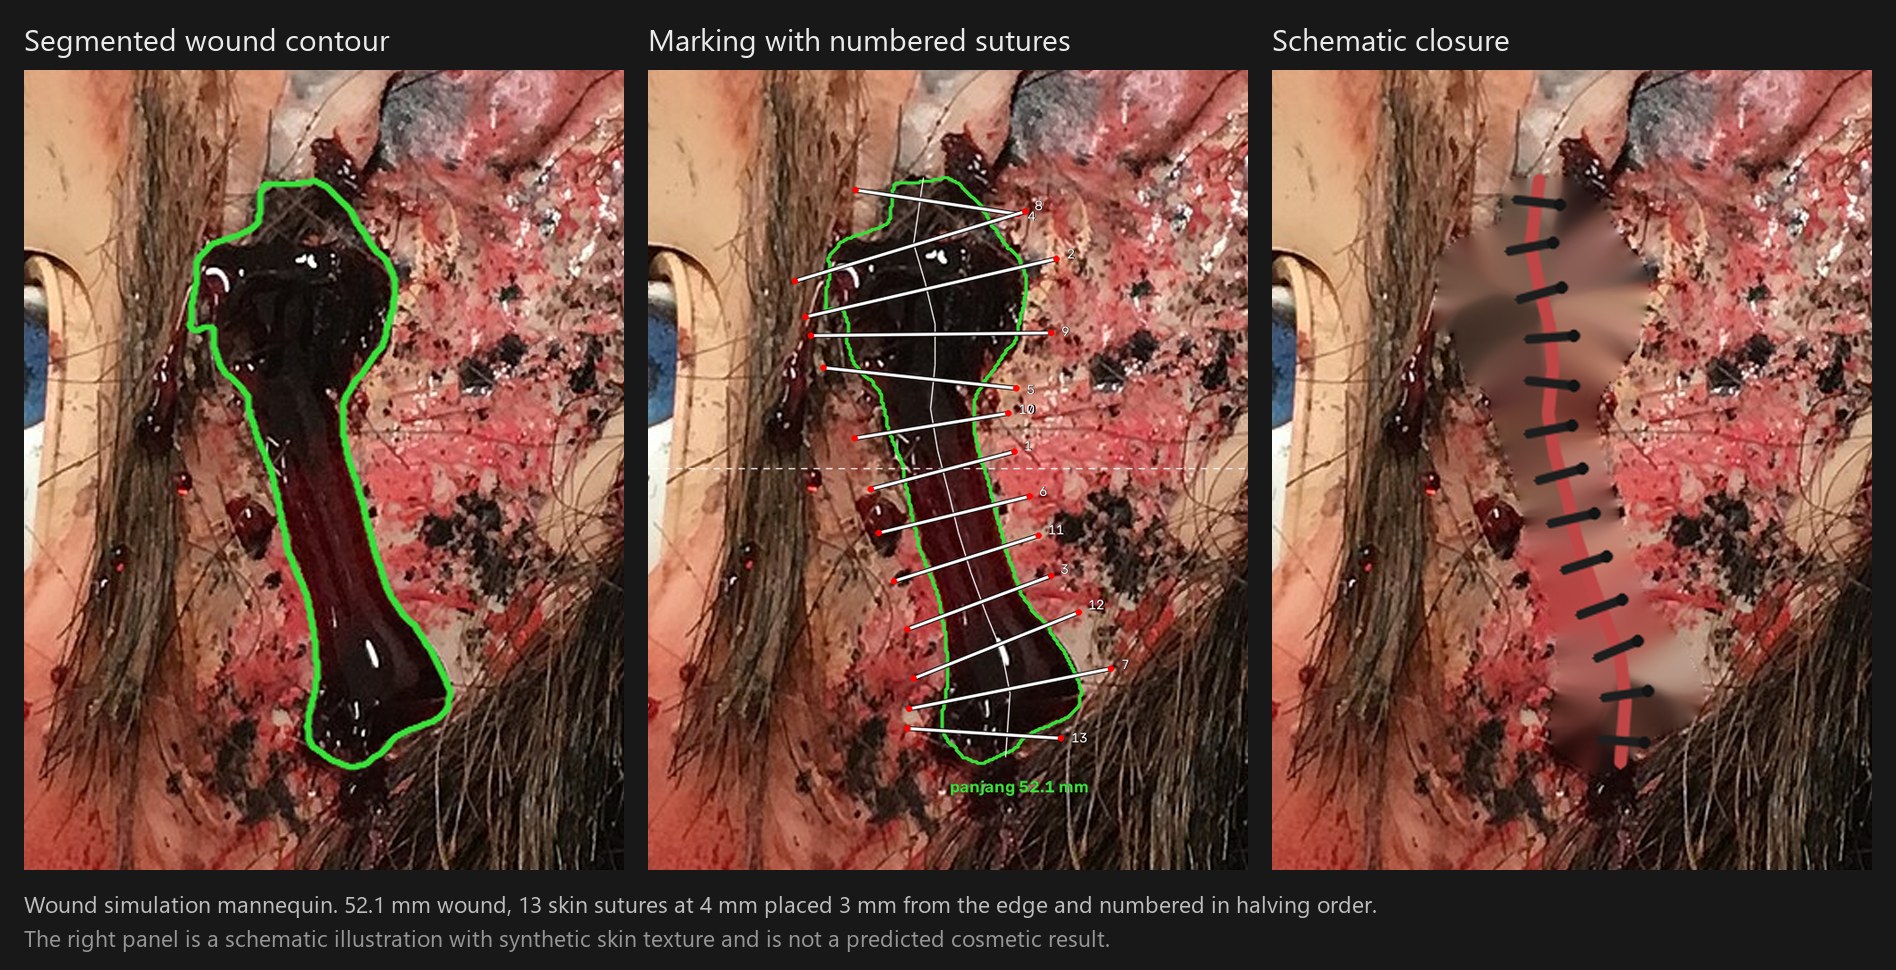 Segmented wound contour
Marking with numbered sutures
Schematic closure
8
4
2
9
5
10
1
6
11
3
12
7
13
panjang 52.1 mm
Wound simulation mannequin. 52.1 mm wound, 13 skin sutures at 4 mm placed 3 mm from the edge and numbered in halving order.
The right panel is a schematic illustration with synthetic skin texture and is not a predicted cosmetic result.